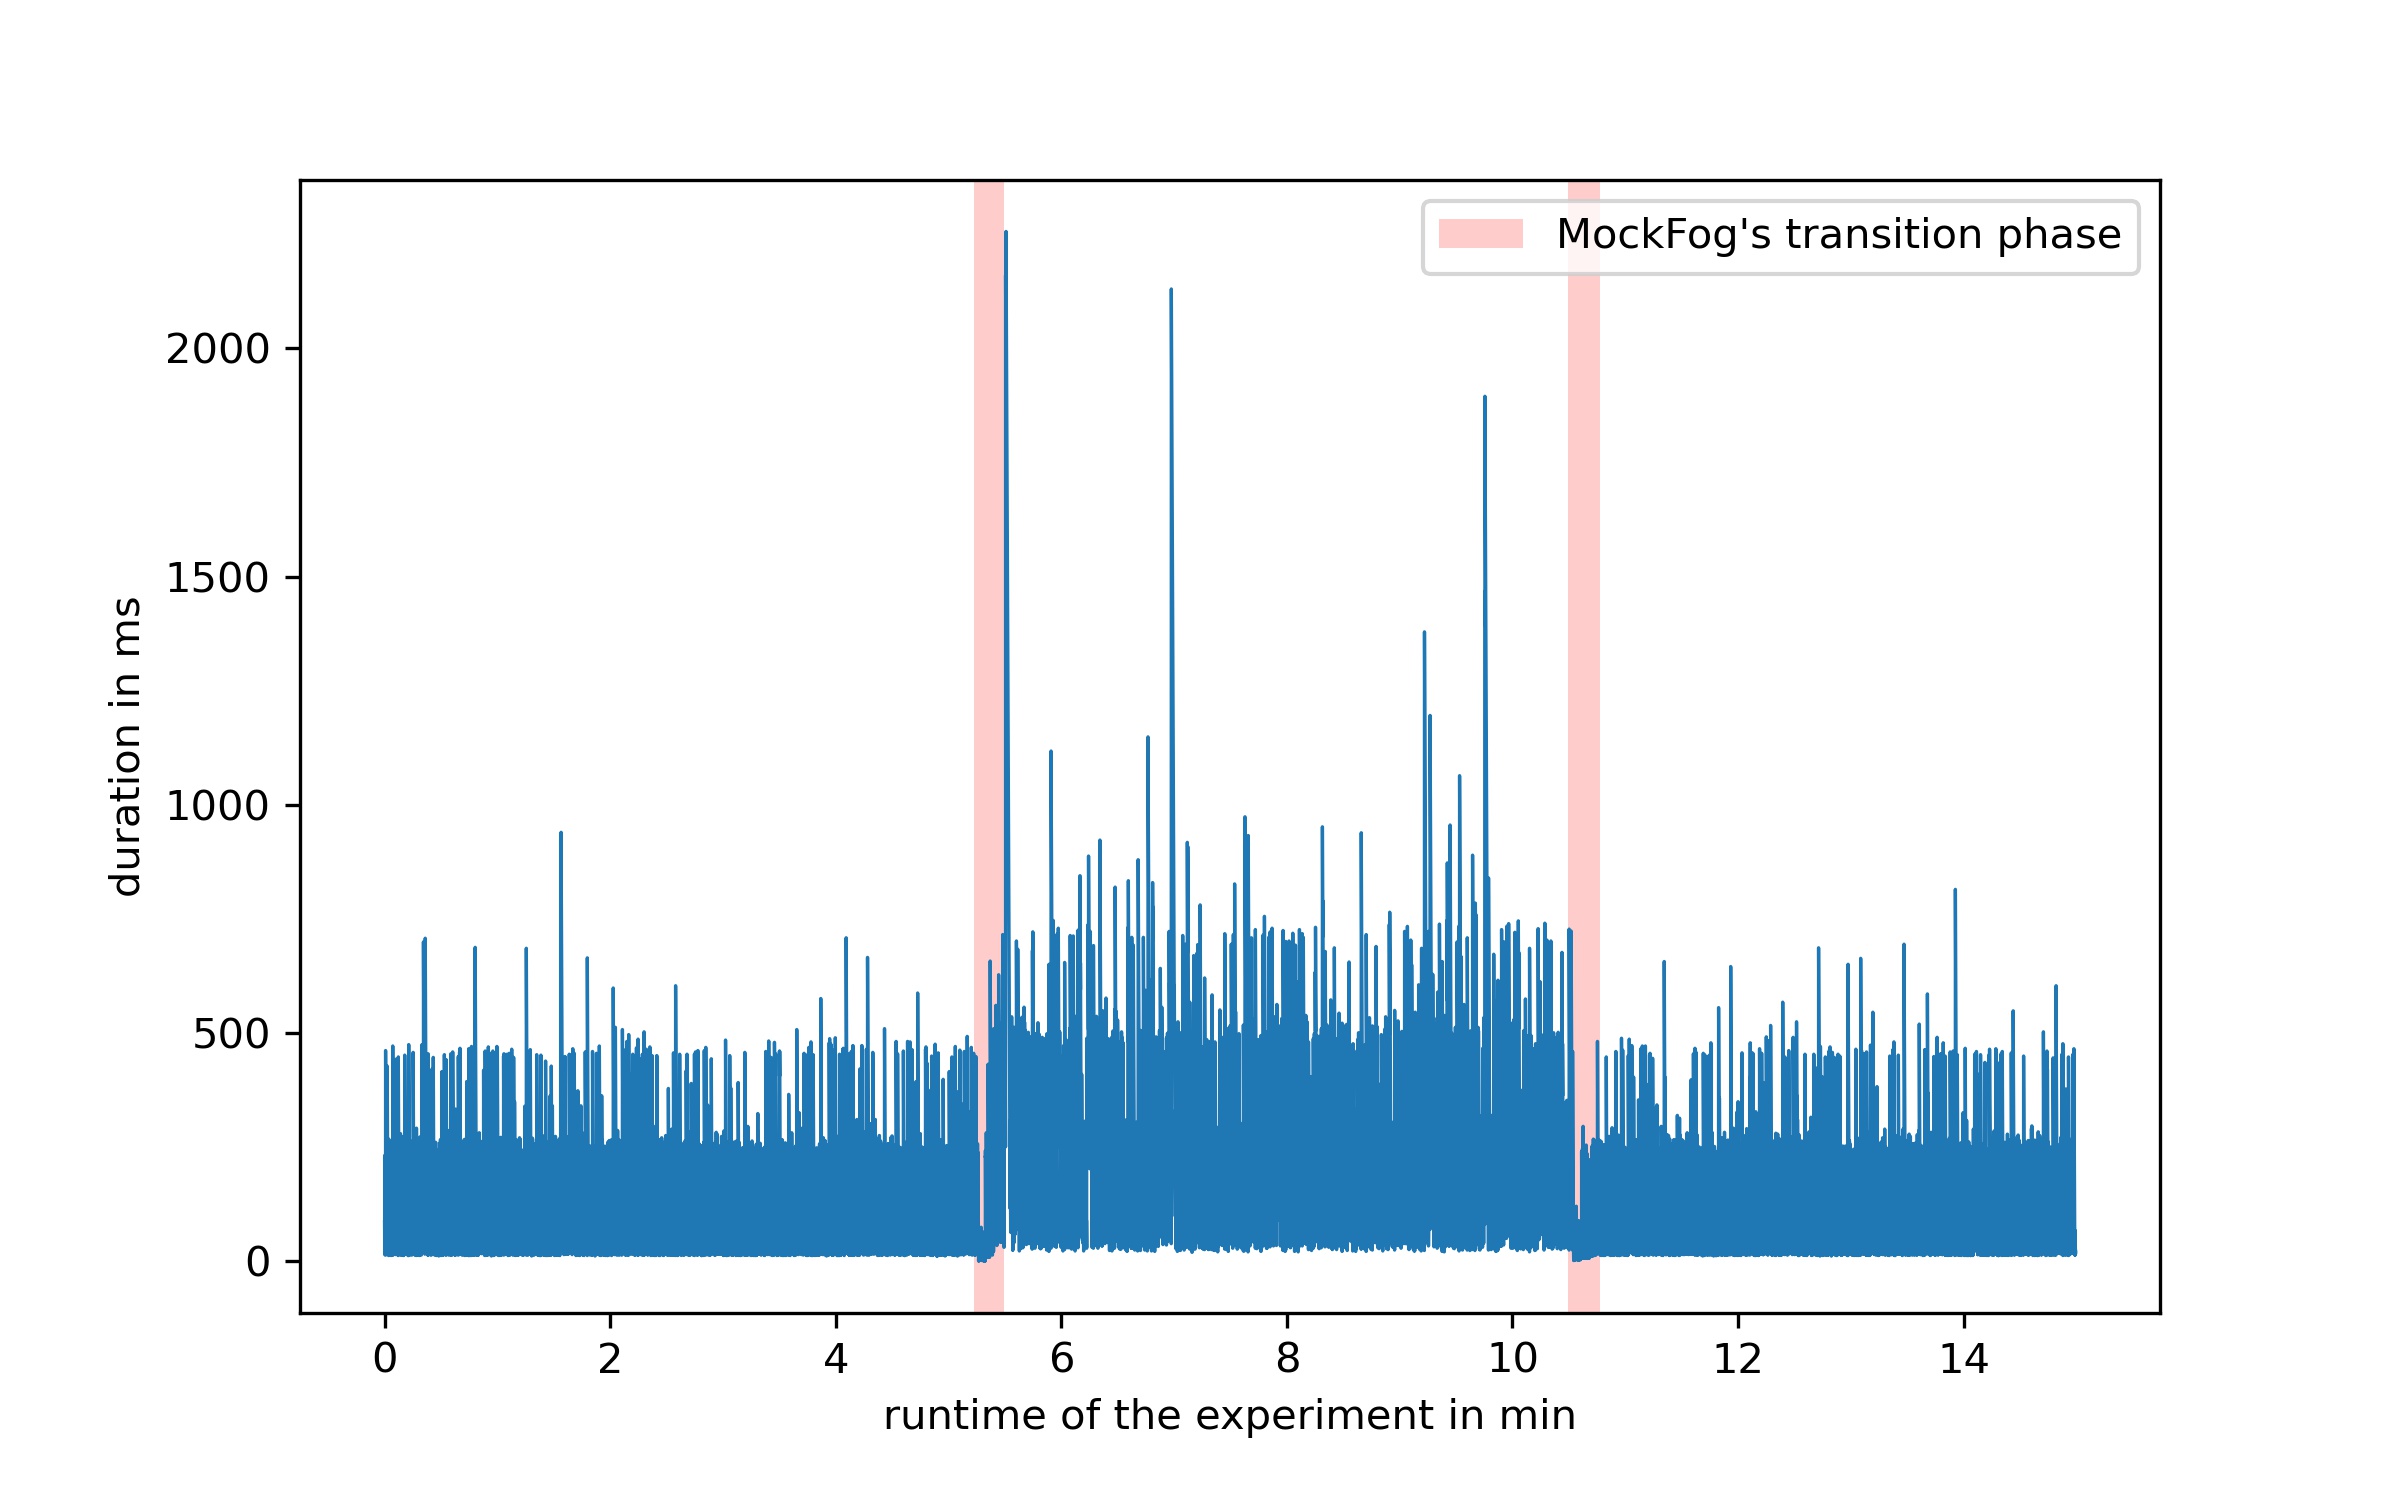 MockFog's transition phase
2000
1500
1000
500
0
duration in ms
0 2 4 6 8 10 12 14
runtime of the experiment in min